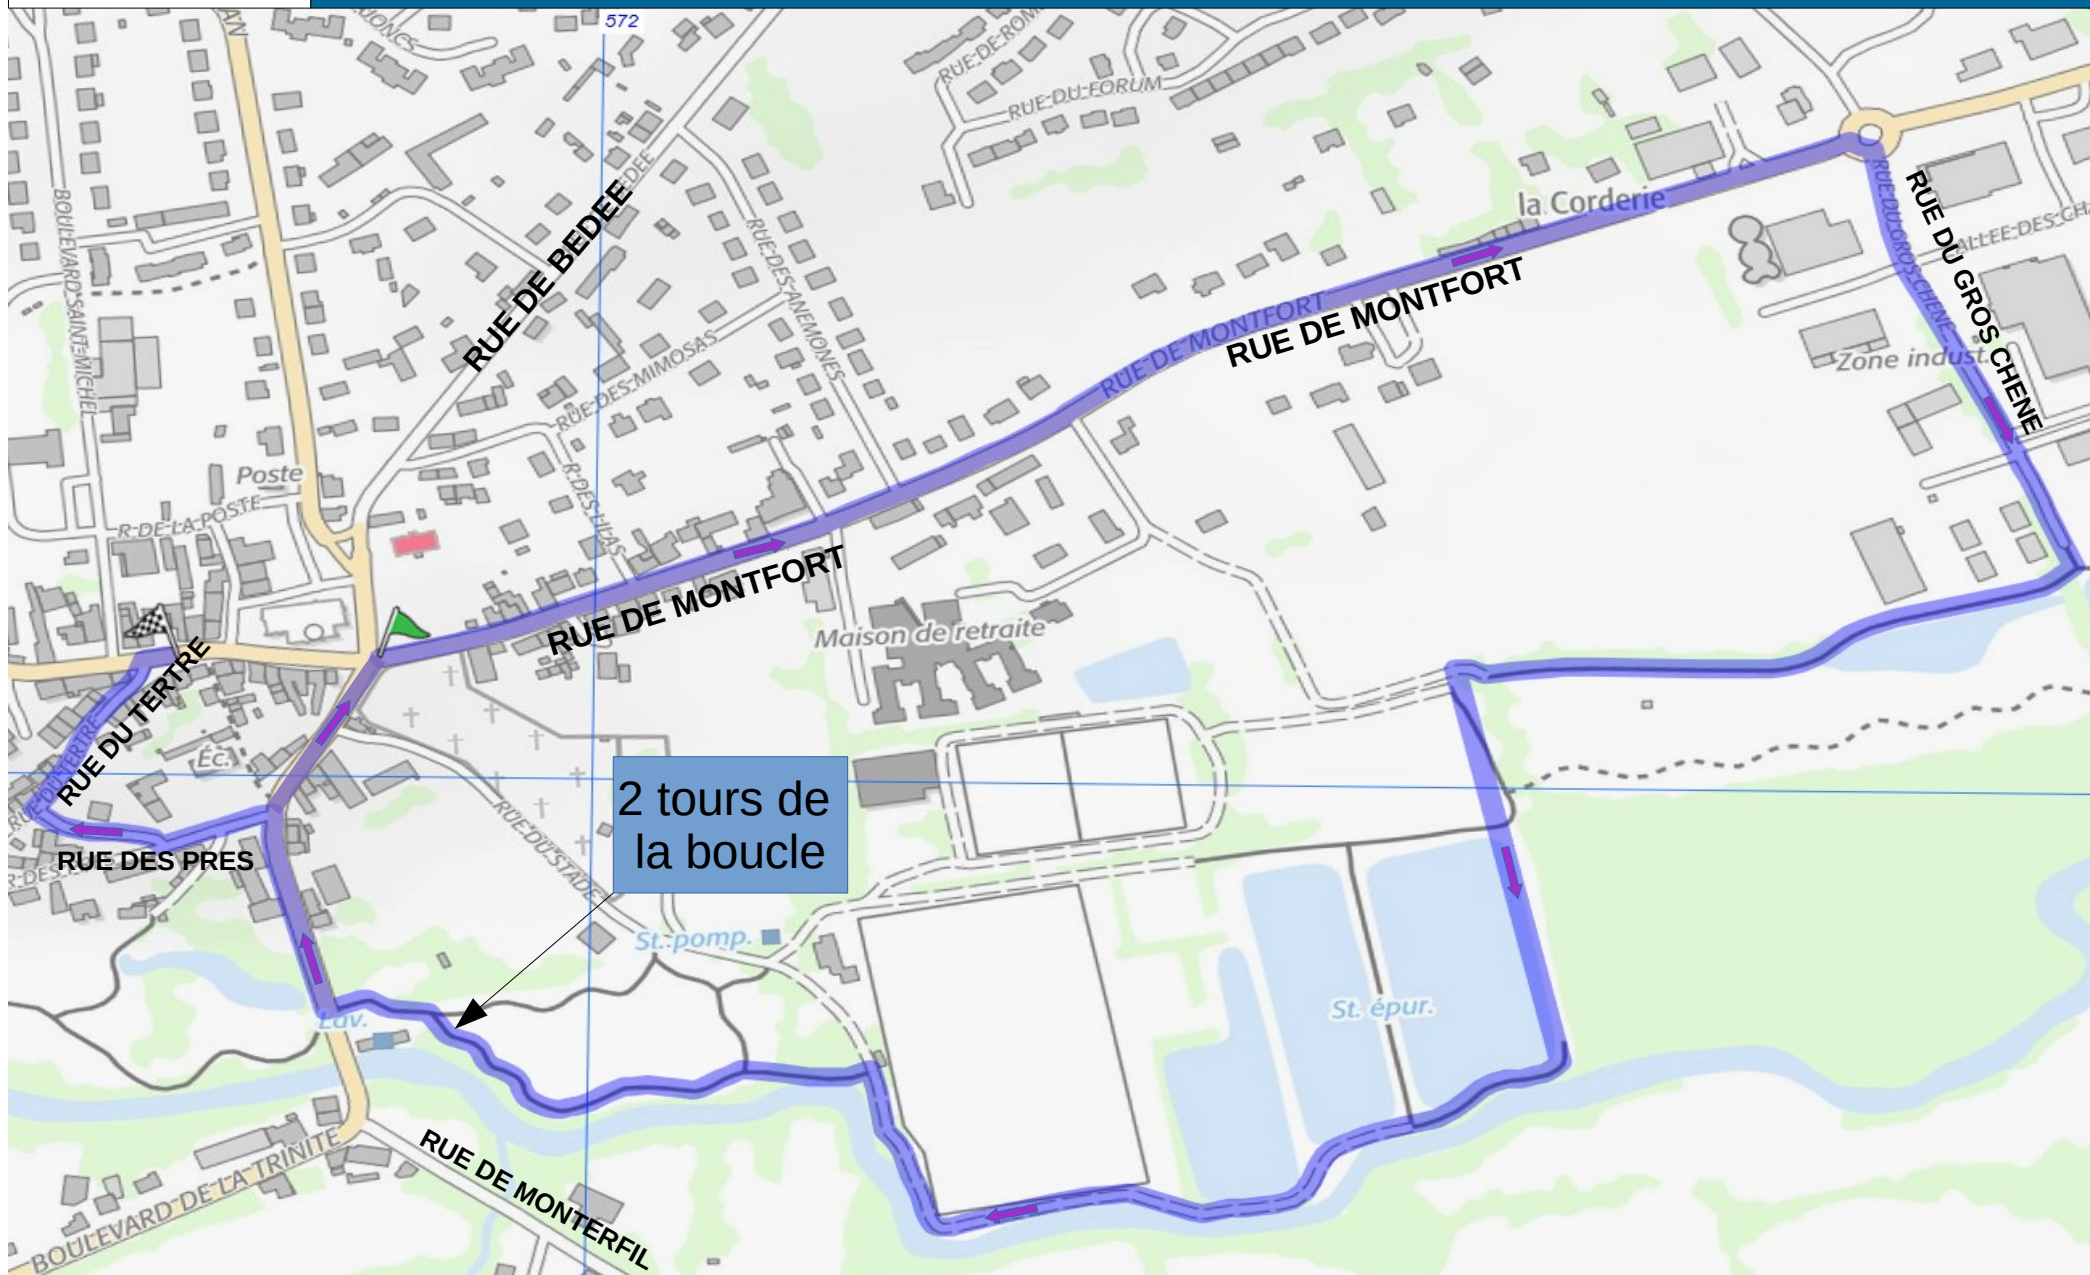 572
RUE DE ROM
RUE DU FORUM
RUE DE BEDEE
DEE
BOULEVARD SAINT-MICHEL
RUE DES ANEMONES
RUE DES MIMOSAS
la Corderie
RUE DU GROS CHENE
RUE DU GROS CHENE
ALLEE DES CH
RUE DE MONTFORT
RUE DE MONTFORT
Zone indust.
Poste
R DE LA POSTE
R. DES LILAS
RUE DE MONTFORT
Maison de retraite
RUE DU TERTRE
RUE DU TERTRE
Éc.
2 tours de
la boucle
RUE DES PRES
R DES
RUE DU STADE
St. pomp.
St. épur.
Lav.
RUE DE MONTERFIL
BOULEVARD DE LA TRINITE